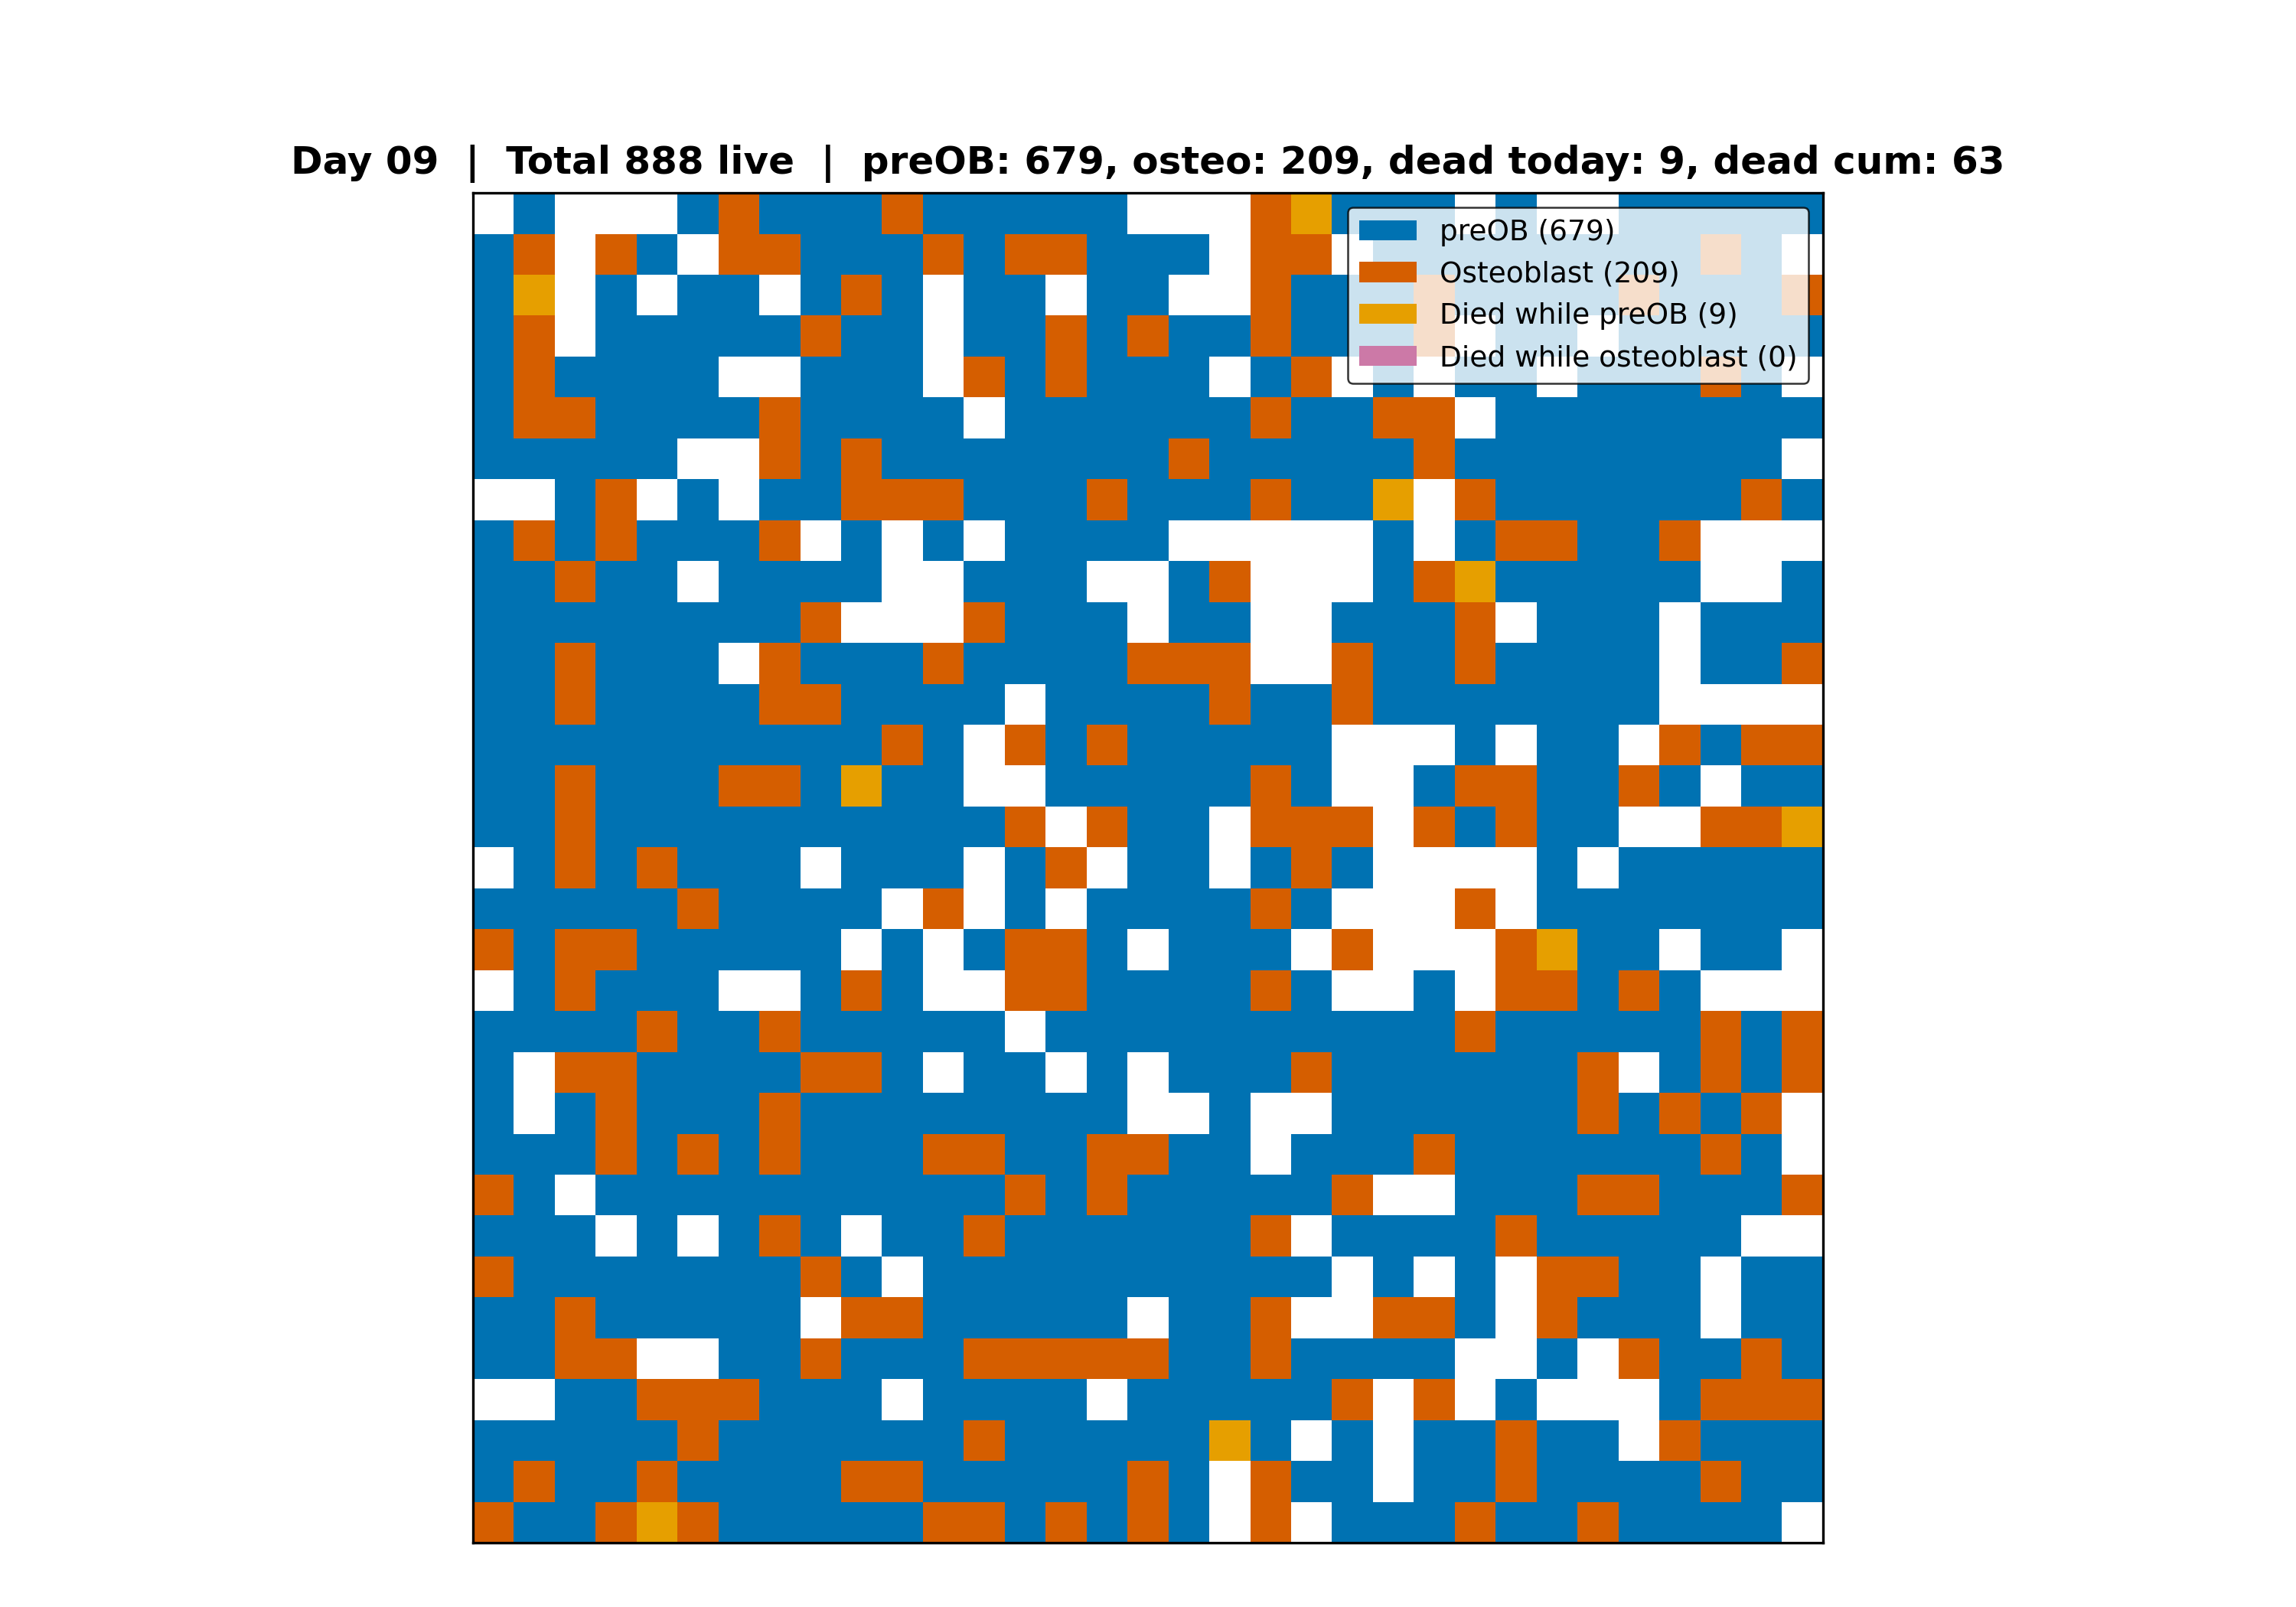 Day 09 | Total 888 live | preOB: 679, osteo: 209, dead today: 9, dead cum: 63
preOB (679)
Osteoblast (209)
Died while preOB (9)
Died while osteoblast (0)